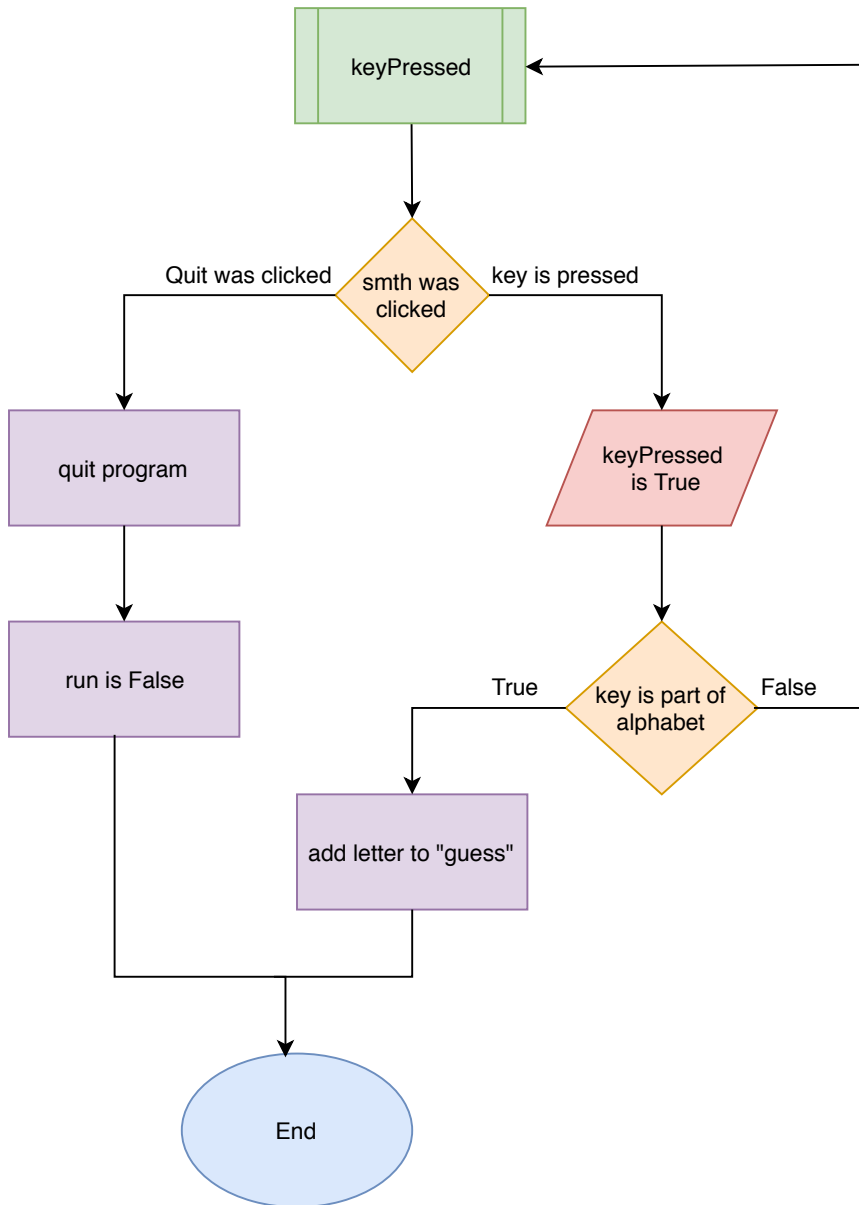 keyPressed
Quit was clicked
smth was
clicked
key is pressed
quit program
keyPressed
is True
run is False
True
key is part of
alphabet
False
add letter to "guess"
End